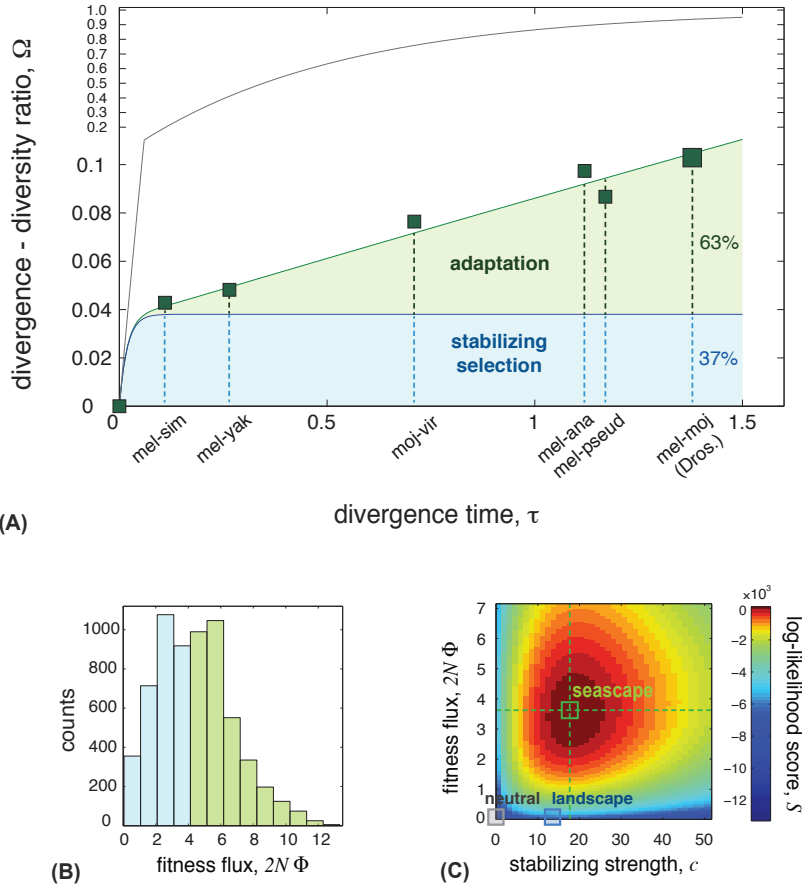 divergence - diversity ratio, Ω
1.0
0.9
0.8
0.7
0.6
0.5
0.4
0.3
0.2
0.1
0.08
0.06
0.04
0.02
0
adaptation
63%
stabilizing
selection
37%
0
0.5
1
1.5
mel-sim
mel-yak
moj-vir
mel-ana
mel-pseud
mel-moj
(Dros.)
divergence time, τ
(A)
counts
1000
800
600
400
200
0
0 2 4 6 8 10 12
fitness flux, 2N Φ
(B)
fitness flux, 2N Φ
7
6
5
4
3
2
1
0
seascape
neutral
landscape
0 10 20 30 40 50
stabilizing strength, c
(C)
×10³
0
−2
−4
−6
−8
−10
−12
log-likelihood score, S